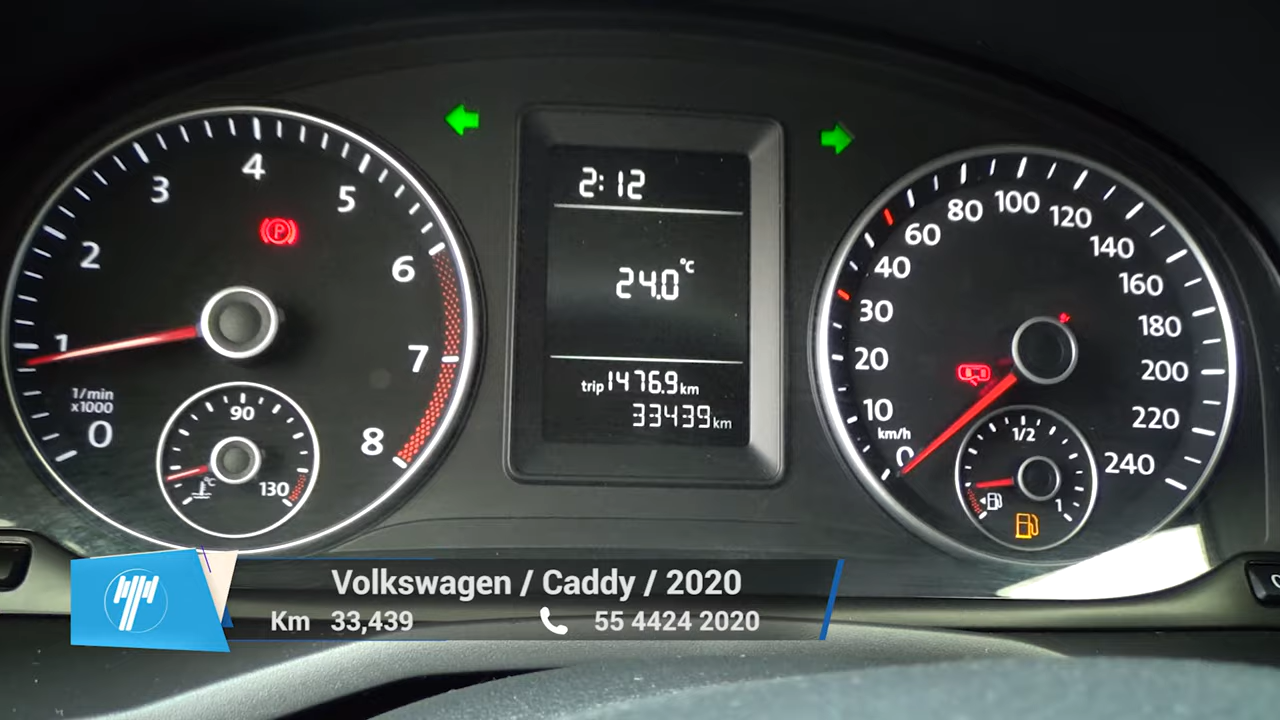 0
1
2
3
4
5
6
7
8
1/min
x1000
90
130
°C
P
2:12
24.0°C
trip 1476.9 km
33439 km
0
10
20
30
40
60
80
100
120
140
160
180
200
220
240
km/h
1/2
1
Volkswagen / Caddy / 2020
Km 33,439 55 4424 2020